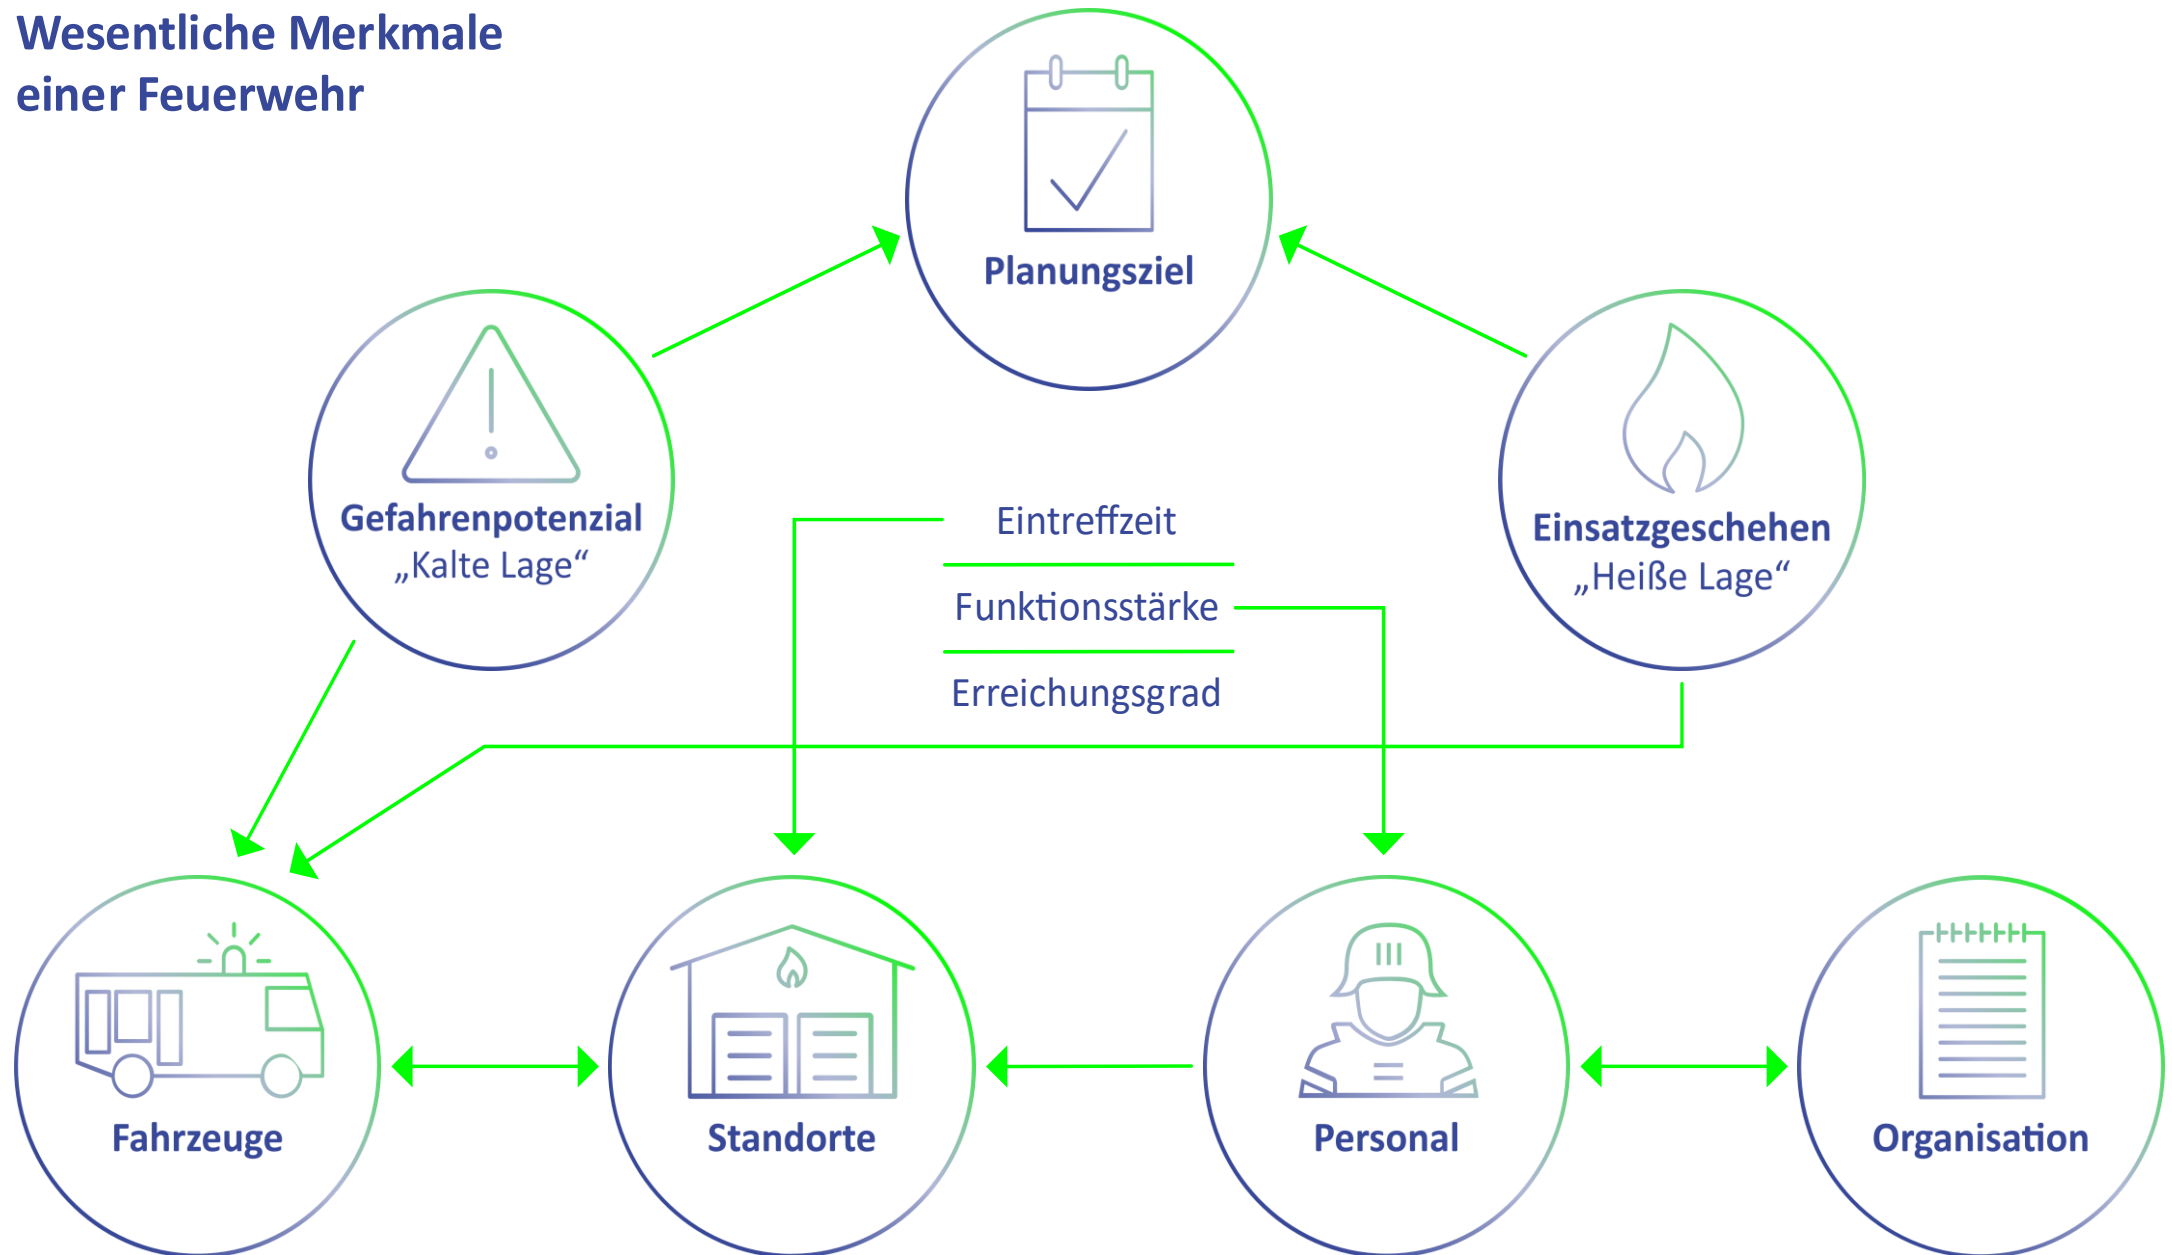 Wesentliche Merkmale
einer Feuerwehr
Planungsziel
Gefahrenpotenzial
„Kalte Lage“
Einsatzgeschehen
„Heiße Lage“
Eintreffzeit
Funktionsstärke
Erreichungsgrad
Fahrzeuge
Standorte
Personal
Organisation